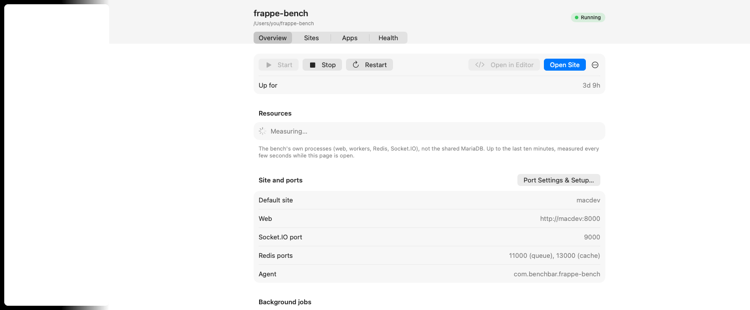 frappe-bench
/Users/you/frappe-bench
Running
Overview Sites Apps Health
Start Stop Restart Open in Editor Open Site
Up for 3d 9h
Resources
Measuring...
The bench's own processes (web, workers, Redis, Socket.IO), not the shared MariaDB. Up to the last ten minutes, measured every
few seconds while this page is open.
Site and ports Port Settings & Setup...
Default site macdev
Web http://macdev:8000
Socket.IO port 9000
Redis ports 11000 (queue), 13000 (cache)
Agent com.benchbar.frappe-bench
Background jobs